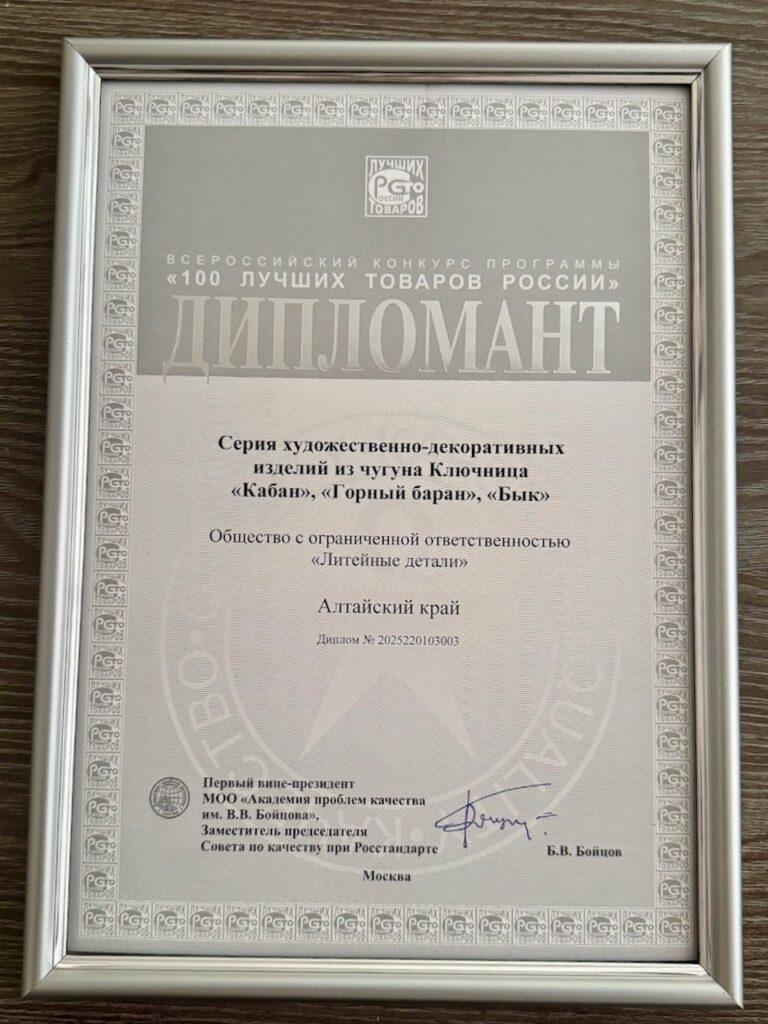 ЛУЧШИХ
РСТо
РОССИИ
ТОВАРОВ
ВСЕРОССИЙСКИЙ КОНКУРС ПРОГРАММЫ
«100 ЛУЧШИХ ТОВАРОВ РОССИИ»
ДИПЛОМАНТ
Серия художественно-декоративных
изделий из чугуна Ключница
«Кабан», «Горный баран», «Бык»
Общество с ограниченной ответственностью
«Литейные детали»
Алтайский край
Диплом № 2025220103003
Первый вице-президент
МОО «Академия проблем качества
им. В.В. Бойцова»,
Заместитель председателя
Совета по качеству при Росстандарте
Б.В. Бойцов
Москва